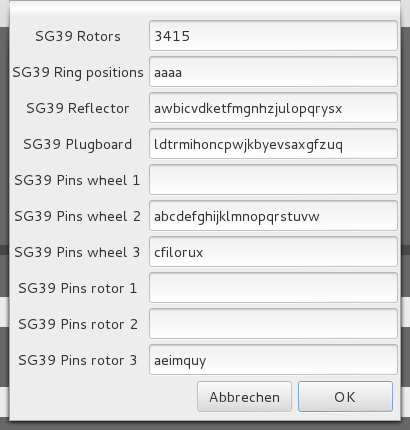 SG39 Rotors 3415
SG39 Ring positions aaaa
SG39 Reflector awbicvdketfmgnhzjulopqrysx
SG39 Plugboard ldtrmihoncpwjkbyevsaxgfzuq
SG39 Pins wheel 1
SG39 Pins wheel 2 abcdefghijklmnopqrstuvw
SG39 Pins wheel 3 cfilorux
SG39 Pins rotor 1
SG39 Pins rotor 2
SG39 Pins rotor 3 aeimquy
Abbrechen OK